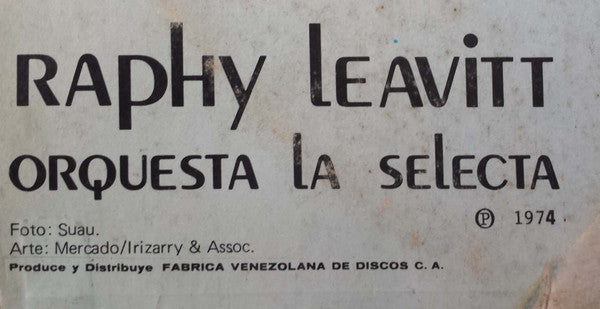 RAphy LEAVITT
ORQUESTA LA SELECTA
℗ 1974.
Foto: Suau.
Arte: Mercado/Irizarry & Assoc.
Produce y Distribuye FABRICA VENEZOLANA DE DISCOS C. A.